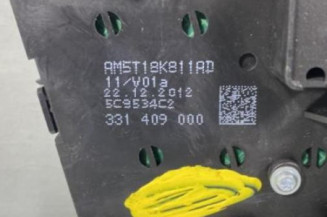 AM5T18K811AD
11/V01a
22.12.2012
5C9534C2
331 409 000